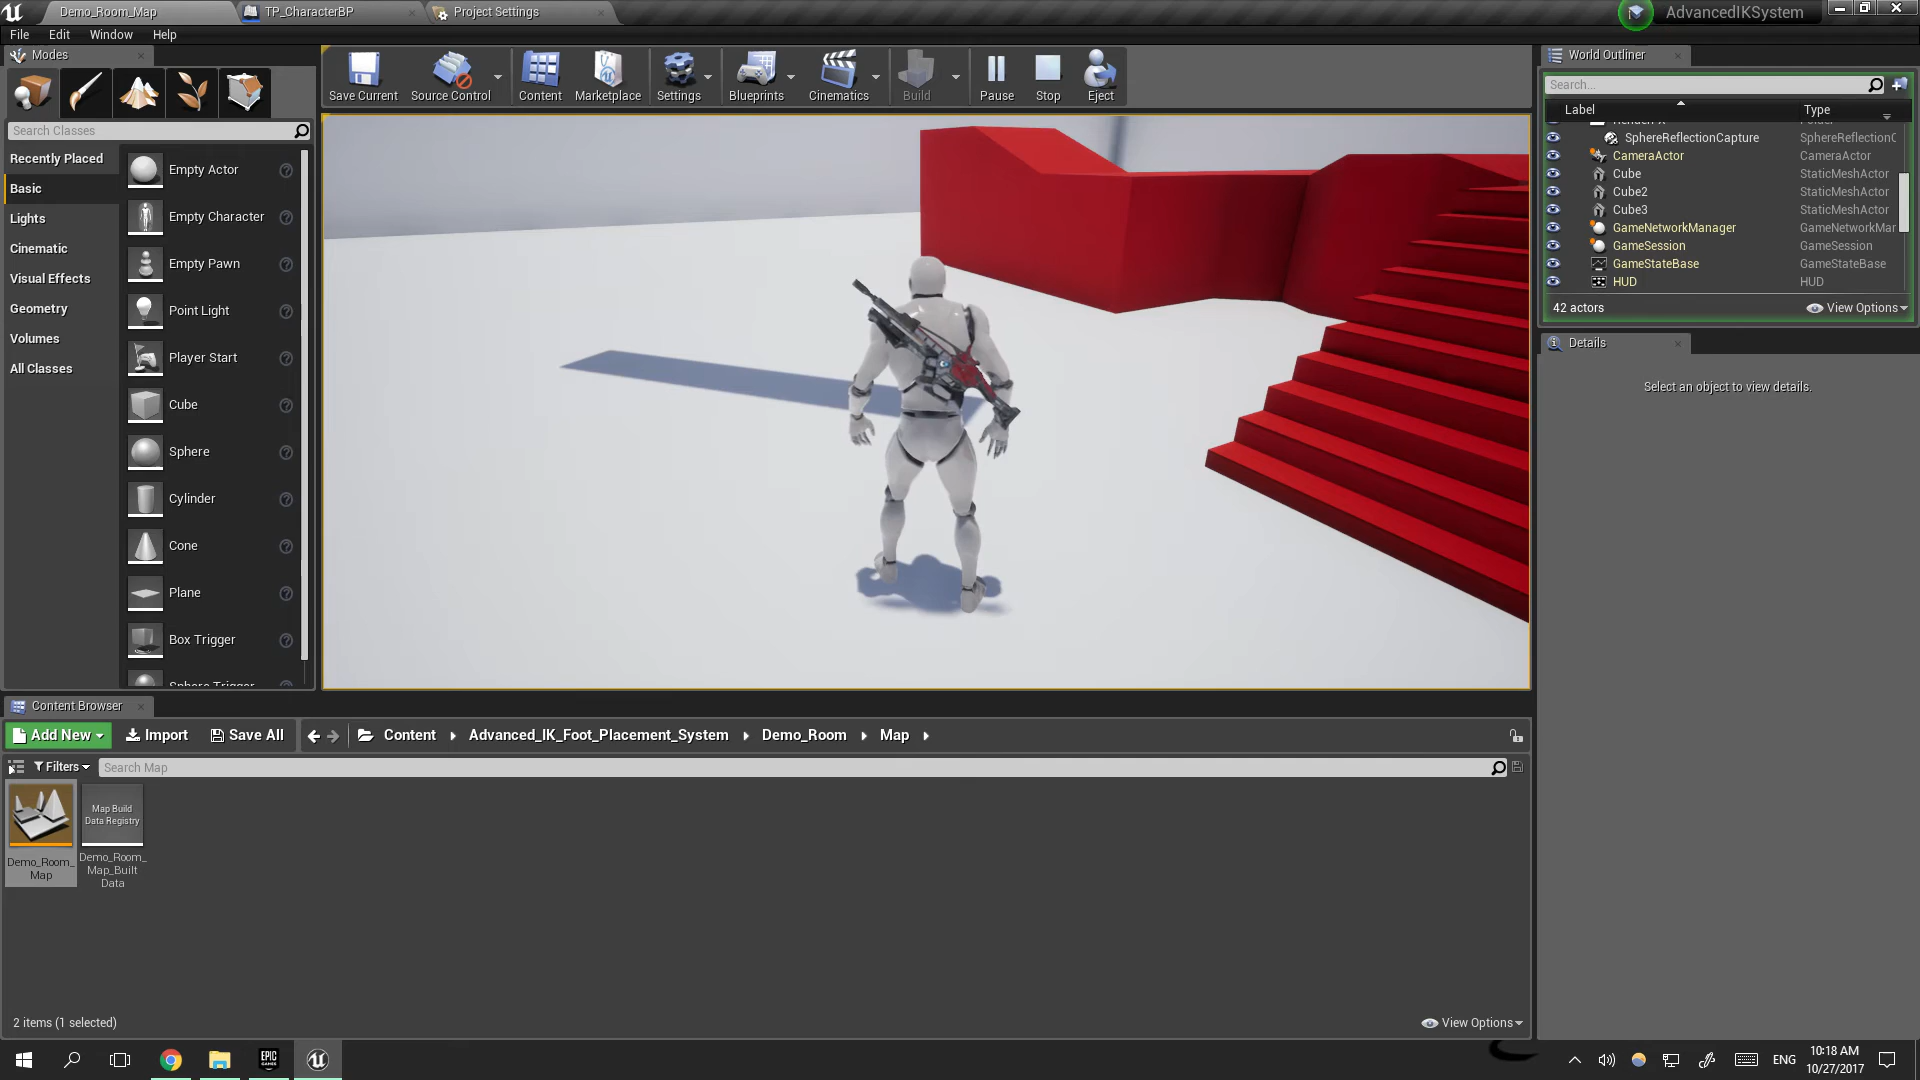 Demo_Room_Map
TP_CharacterBP
Project Settings
AdvancedIKSystem
File
Edit
Window
Help
Modes
Search Classes
Recently Placed
Basic
Lights
Cinematic
Visual Effects
Geometry
Volumes
All Classes
Empty Actor
Empty Character
Empty Pawn
Point Light
Player Start
Cube
Sphere
Cylinder
Cone
Plane
Box Trigger
Sphere Trigger
Save Current
Source Control
Content
Marketplace
Settings
Blueprints
Cinematics
Build
Pause
Stop
Eject
World Outliner
Search...
Label
Type
SphereReflectionCapture
SphereReflectionC
CameraActor
CameraActor
Cube
StaticMeshActor
Cube2
StaticMeshActor
Cube3
StaticMeshActor
GameNetworkManager
GameNetworkMar
GameSession
GameSession
GameStateBase
GameStateBase
HUD
HUD
42 actors
View Options
Details
Select an object to view details.
Content Browser
Add New
Import
Save All
Content
Advanced_IK_Foot_Placement_System
Demo_Room
Map
Filters
Search Map
Demo_Room_
Map
Map Build
Data Registry
Demo_Room_
Map_Built
Data
2 items (1 selected)
View Options
EPIC
GAMES
ENG
10:18 AM
10/27/2017